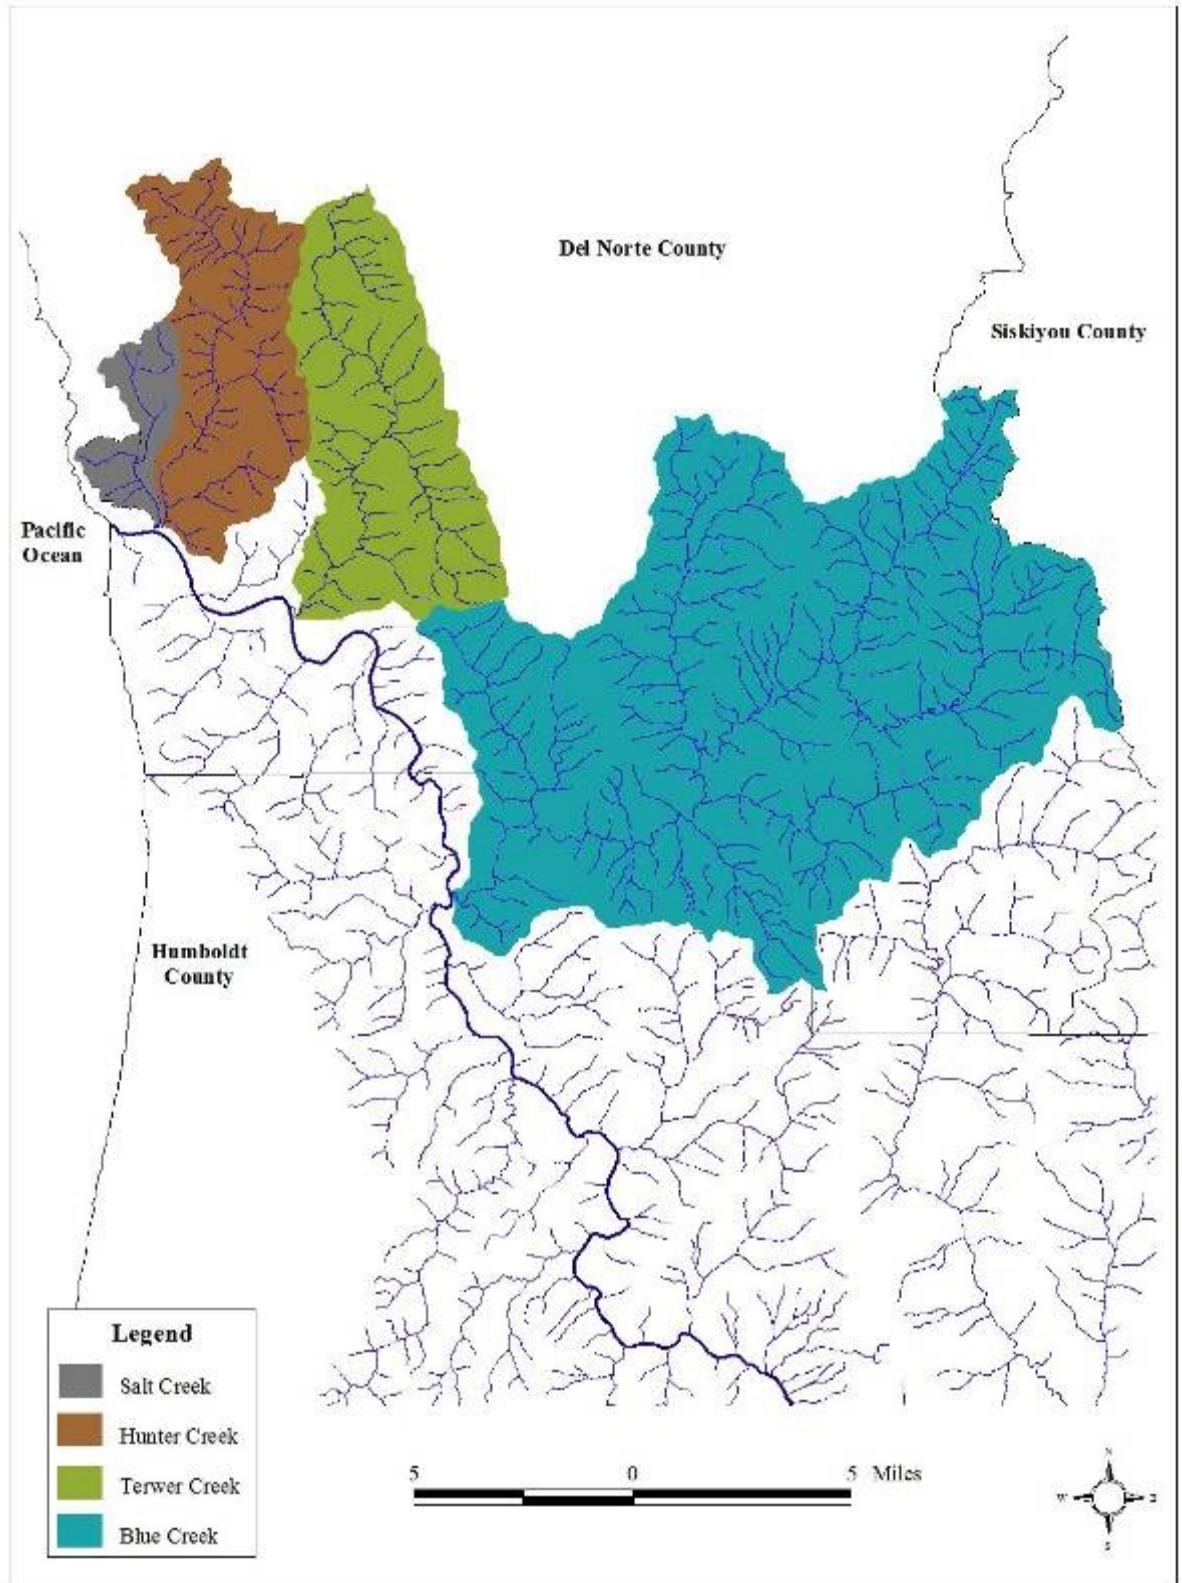 Del Norte County
Siskiyou County
Pacific
Ocean
Humboldt
County
Legend
Salt Creek
Hunter Creek
Terwer Creek
Blue Creek
5 0 5 Miles
N
W
S